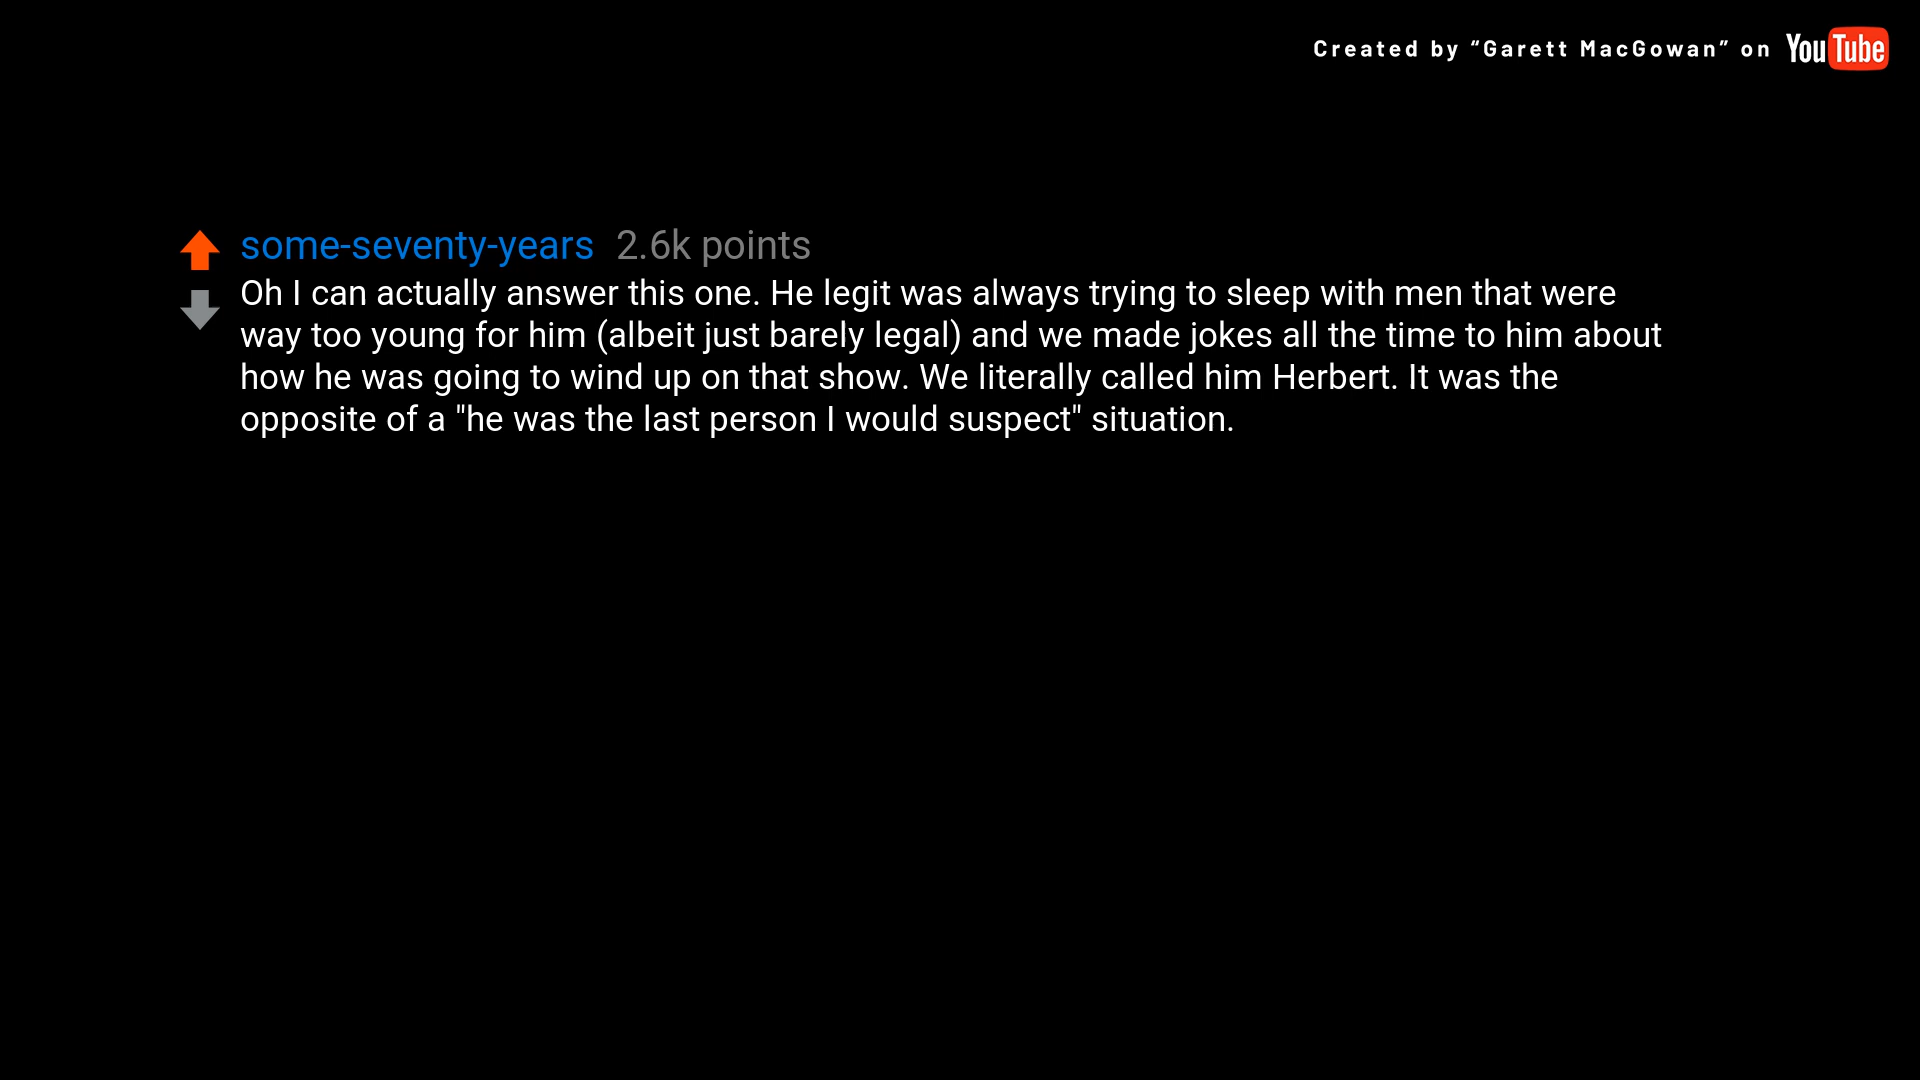 Created by “Garett MacGowan” on YouTube
some-seventy-years 2.6k points
Oh I can actually answer this one. He legit was always trying to sleep with men that were
way too young for him (albeit just barely legal) and we made jokes all the time to him about
how he was going to wind up on that show. We literally called him Herbert. It was the
opposite of a "he was the last person I would suspect" situation.